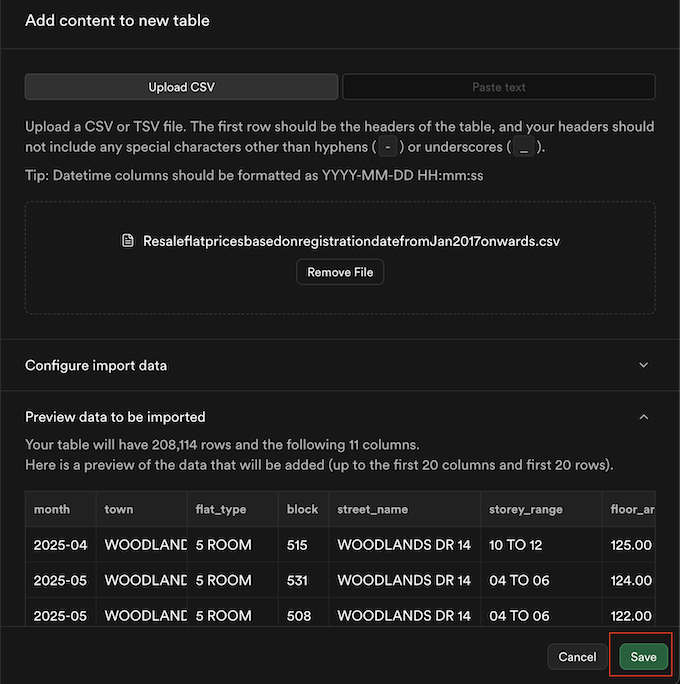 Add content to new table
Upload CSV
Paste text
Upload a CSV or TSV file. The first row should be the headers of the table, and your headers should
not include any special characters other than hyphens ( - ) or underscores ( _ ).
Tip: Datetime columns should be formatted as YYYY-MM-DD HH:mm:ss
ResaleflatpricesbasedonregistrationdatefromJan2017onwards.csv
Remove File
Configure import data
Preview data to be imported
Your table will have 208,114 rows and the following 11 columns.
Here is a preview of the data that will be added (up to the first 20 columns and first 20 rows).
month town flat_type block street_name storey_range floor_ar
2025-04 WOODLAND 5 ROOM 515 WOODLANDS DR 14 10 TO 12 125.00
2025-05 WOODLAND 5 ROOM 531 WOODLANDS DR 14 04 TO 06 124.00
2025-05 WOODLAND 5 ROOM 508 WOODLANDS DR 14 04 TO 06 122.00
Cancel
Save